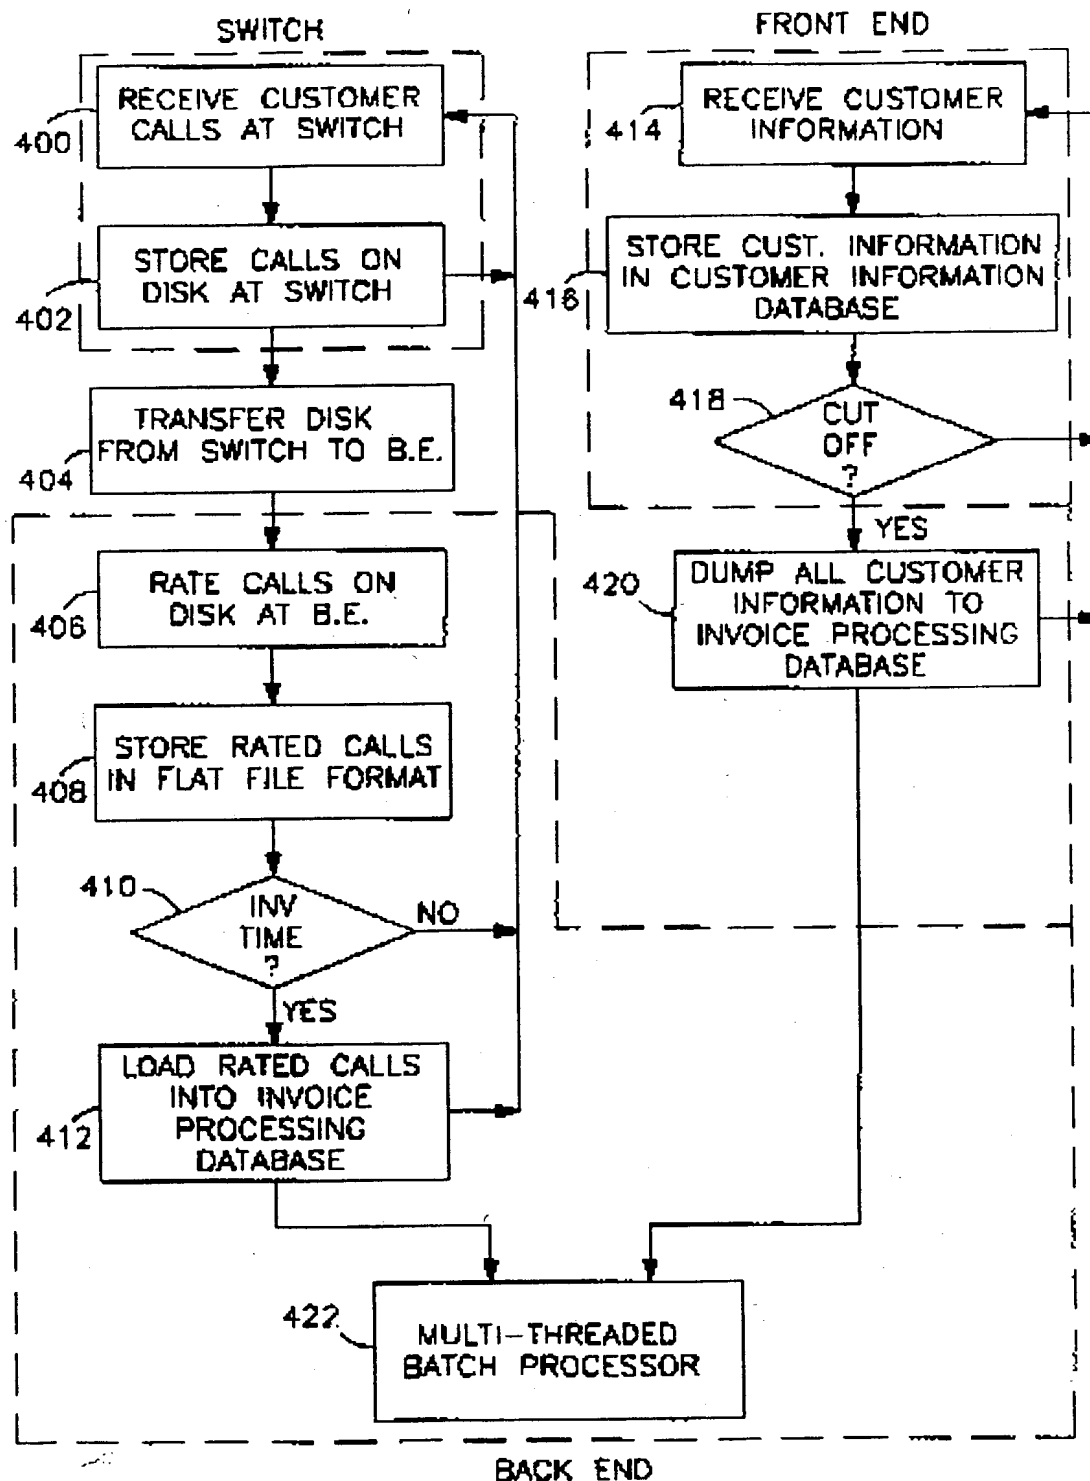 SWITCH
RECEIVE CUSTOMER
CALLS AT SWITCH
400
STORE CALLS ON
DISK AT SWITCH
402
TRANSFER DISK
FROM SWITCH TO B.E.
404
RATE CALLS ON
DISK AT B.E.
406
STORE RATED CALLS
IN FLAT FILE FORMAT
408
410
INV
TIME
?
NO
YES
LOAD RATED CALLS
INTO INVOICE
PROCESSING
DATABASE
412
FRONT END
RECEIVE CUSTOMER
INFORMATION
414
STORE CUST. INFORMATION
IN CUSTOMER INFORMATION
DATABASE
416
418
CUT
OFF
?
YES
DUMP ALL CUSTOMER
INFORMATION TO
INVOICE PROCESSING
DATABASE
420
422
MULTI-THREADED
BATCH PROCESSOR
BACK END